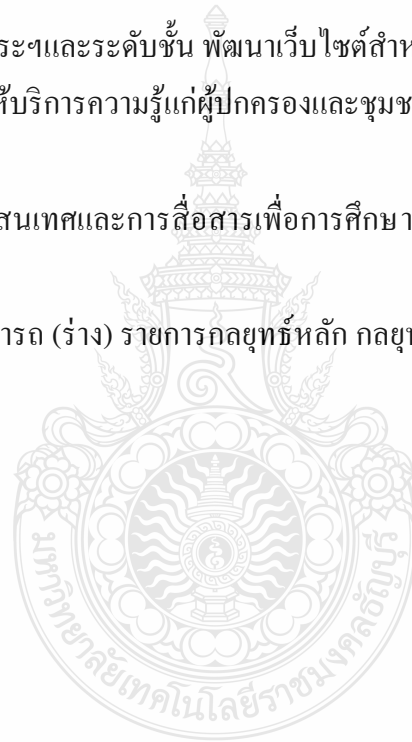 ระฯและระดับชั้น พัฒนาเว็บไซต์สำห
ห้บริการความรู้แก่ผู้ปกครองและชุมช
สนเทศและการสื่อสารเพื่อการศึกษา
ารถ (ร่าง) รายการกลยุทธ์หลัก กลยุท
มหาวิทยาลัยเทคโนโลยีราชมงคลธัญบุรี